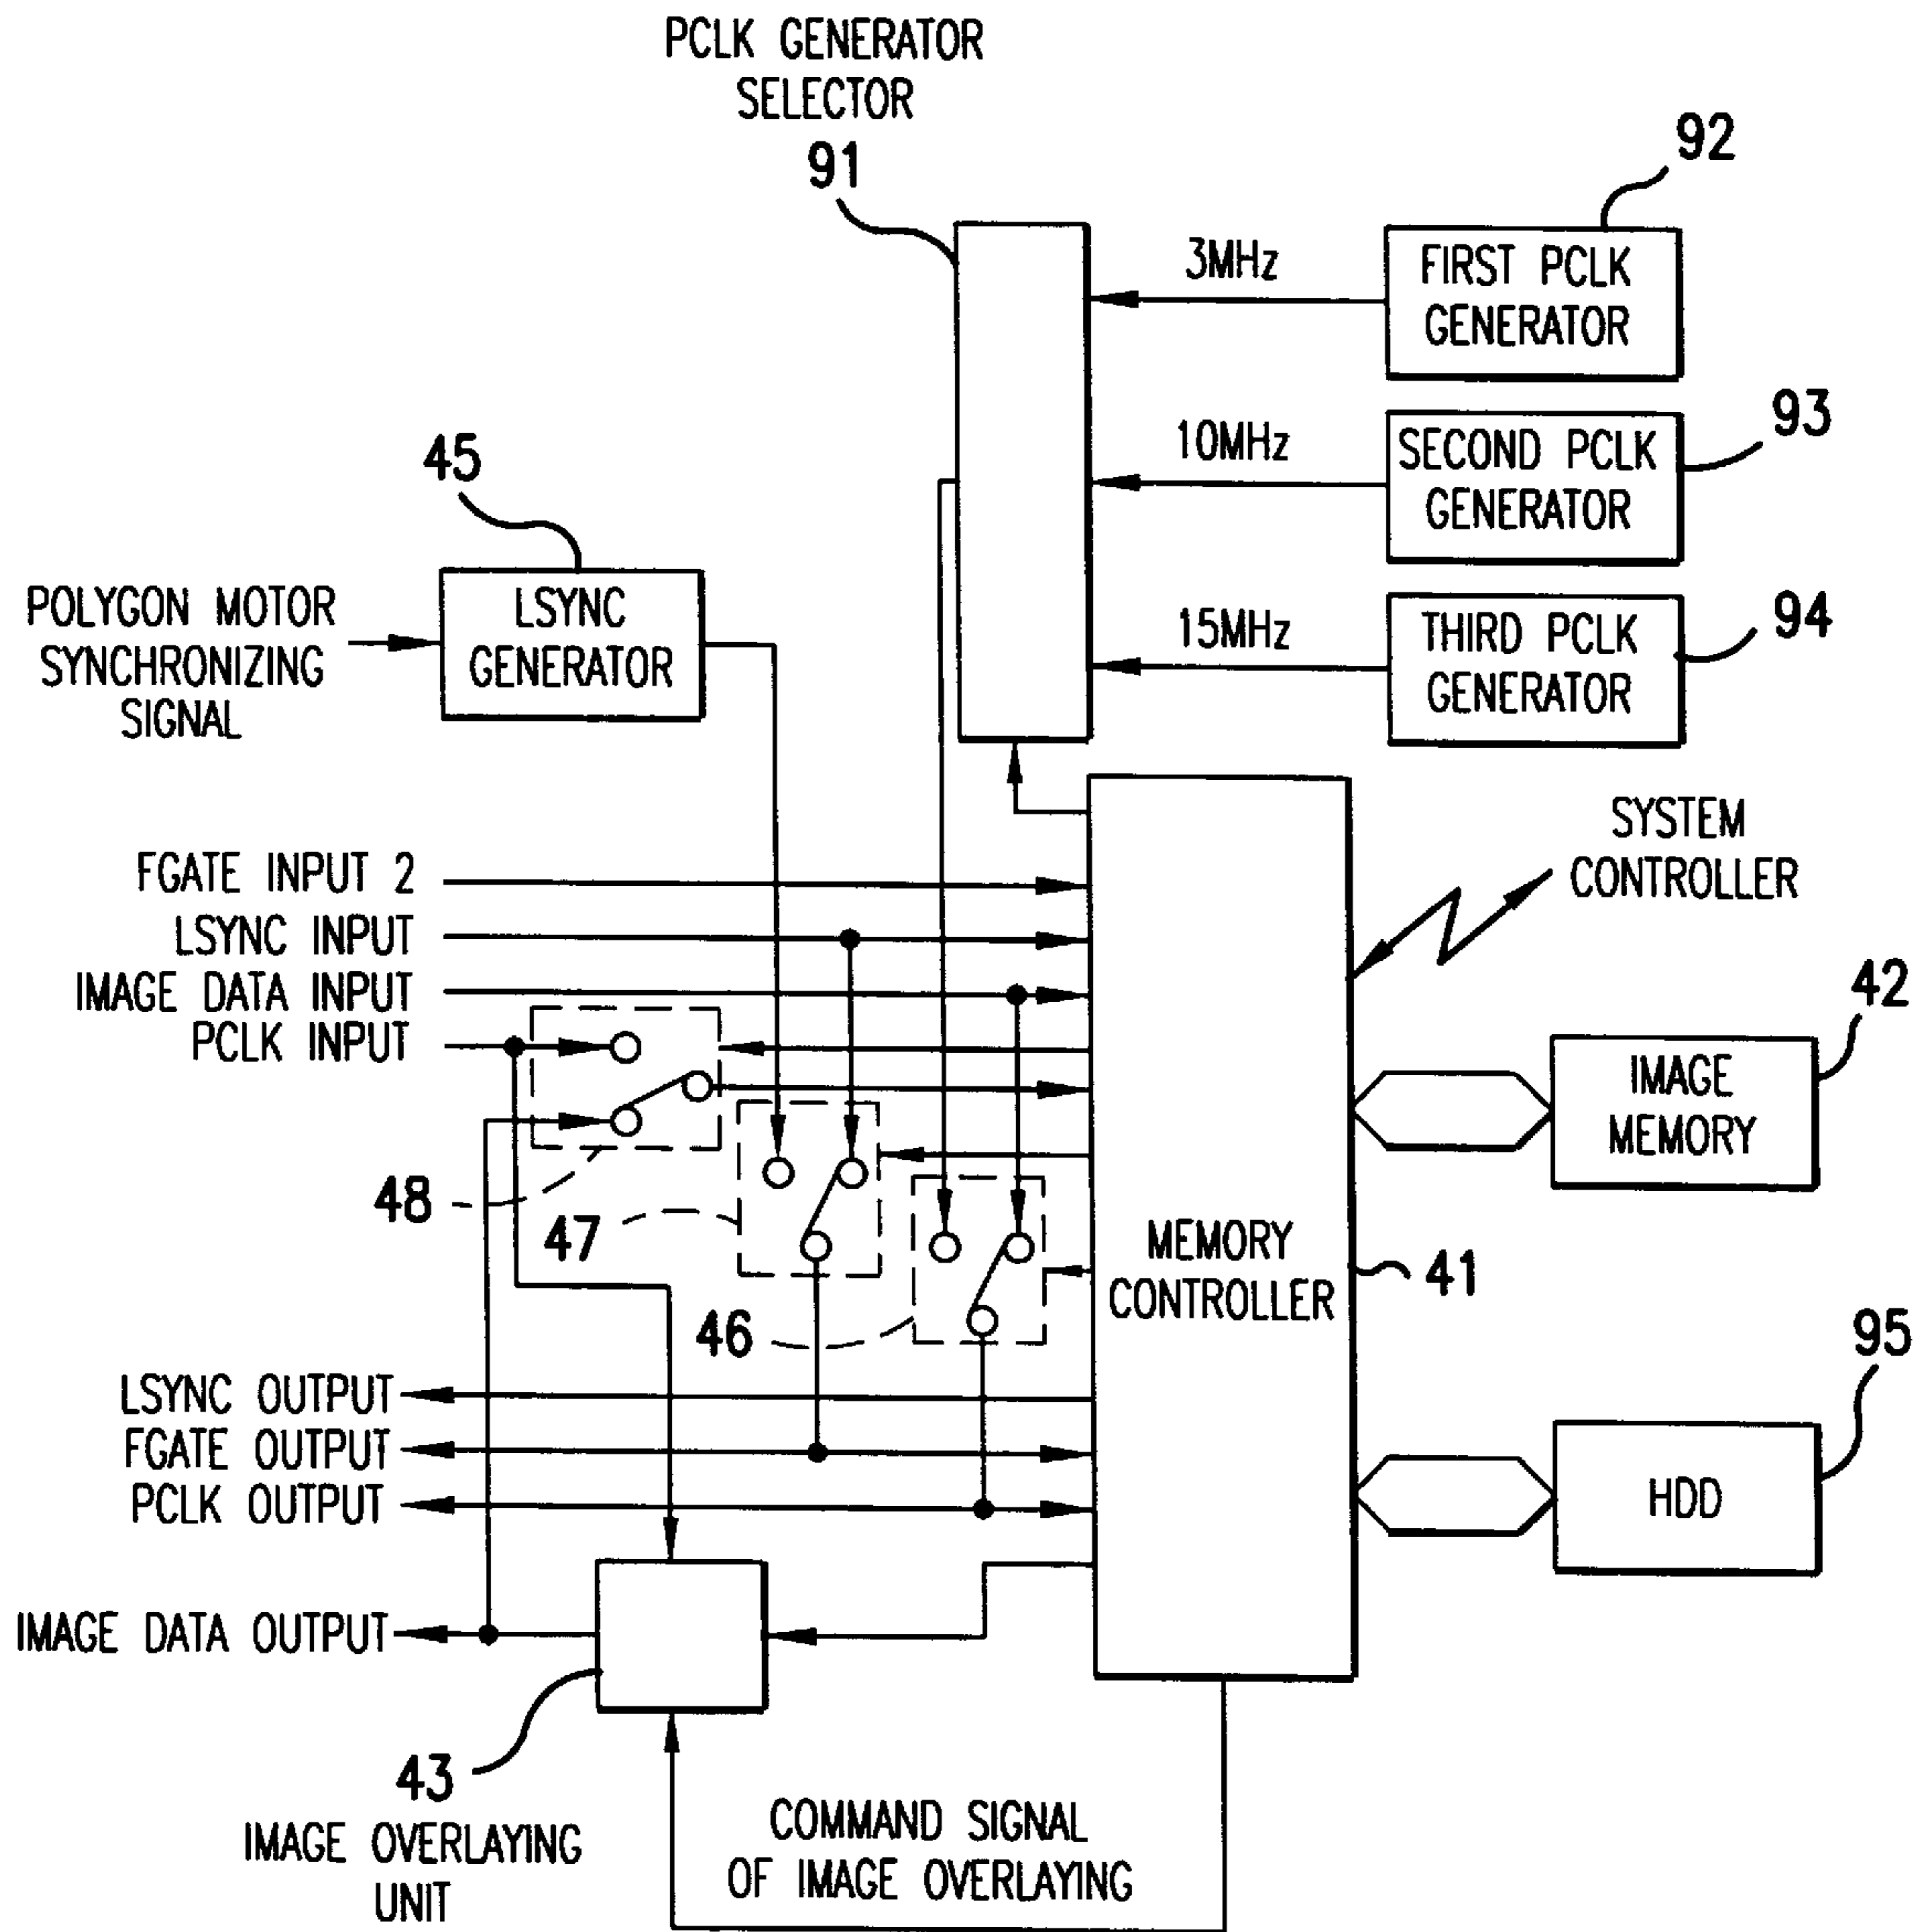 PCLK GENERATOR
SELECTOR
91
92
3MHz
FIRST PCLK
GENERATOR
93
10MHz
SECOND PCLK
GENERATOR
45
POLYGON MOTOR
SYNCHRONIZING
SIGNAL
LSYNC
GENERATOR
15MHz
THIRD PCLK
GENERATOR
94
SYSTEM
CONTROLLER
FGATE INPUT 2
LSYNC INPUT
IMAGE DATA INPUT
PCLK INPUT
42
IMAGE
MEMORY
48
47
46
MEMORY
CONTROLLER
41
95
HDD
LSYNC OUTPUT
FGATE OUTPUT
PCLK OUTPUT
IMAGE DATA OUTPUT
43
IMAGE OVERLAYING
UNIT
COMMAND SIGNAL
OF IMAGE OVERLAYING